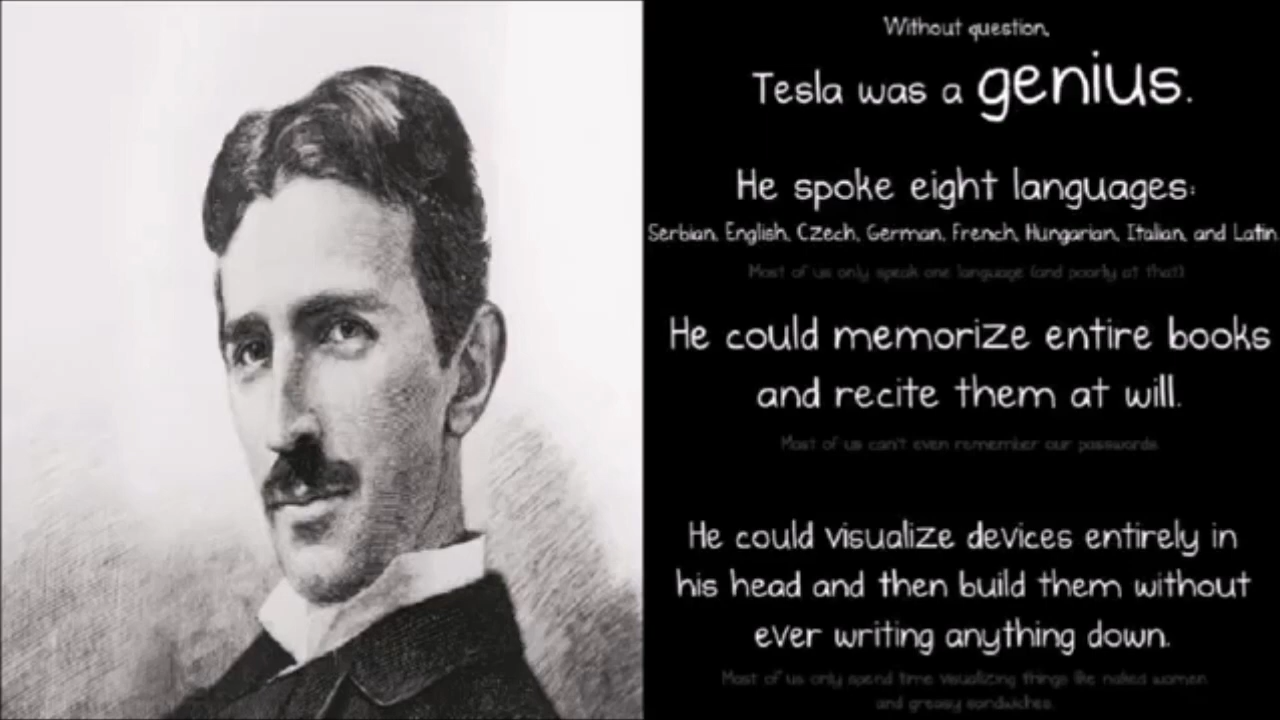 Without question,
Tesla was a genius.
He spoke eight languages:
Serbian, English, Czech, German, French, Hungarian, Italian, and Latin
Most of us only speak one language (and poorly at that)
He could memorize entire books
and recite them at will.
Most of us can't even remember our passwords.
He could visualize devices entirely in
his head and then build them without
ever writing anything down.
Most of us only spend time visualizing things like naked women
and greasy sandwiches.